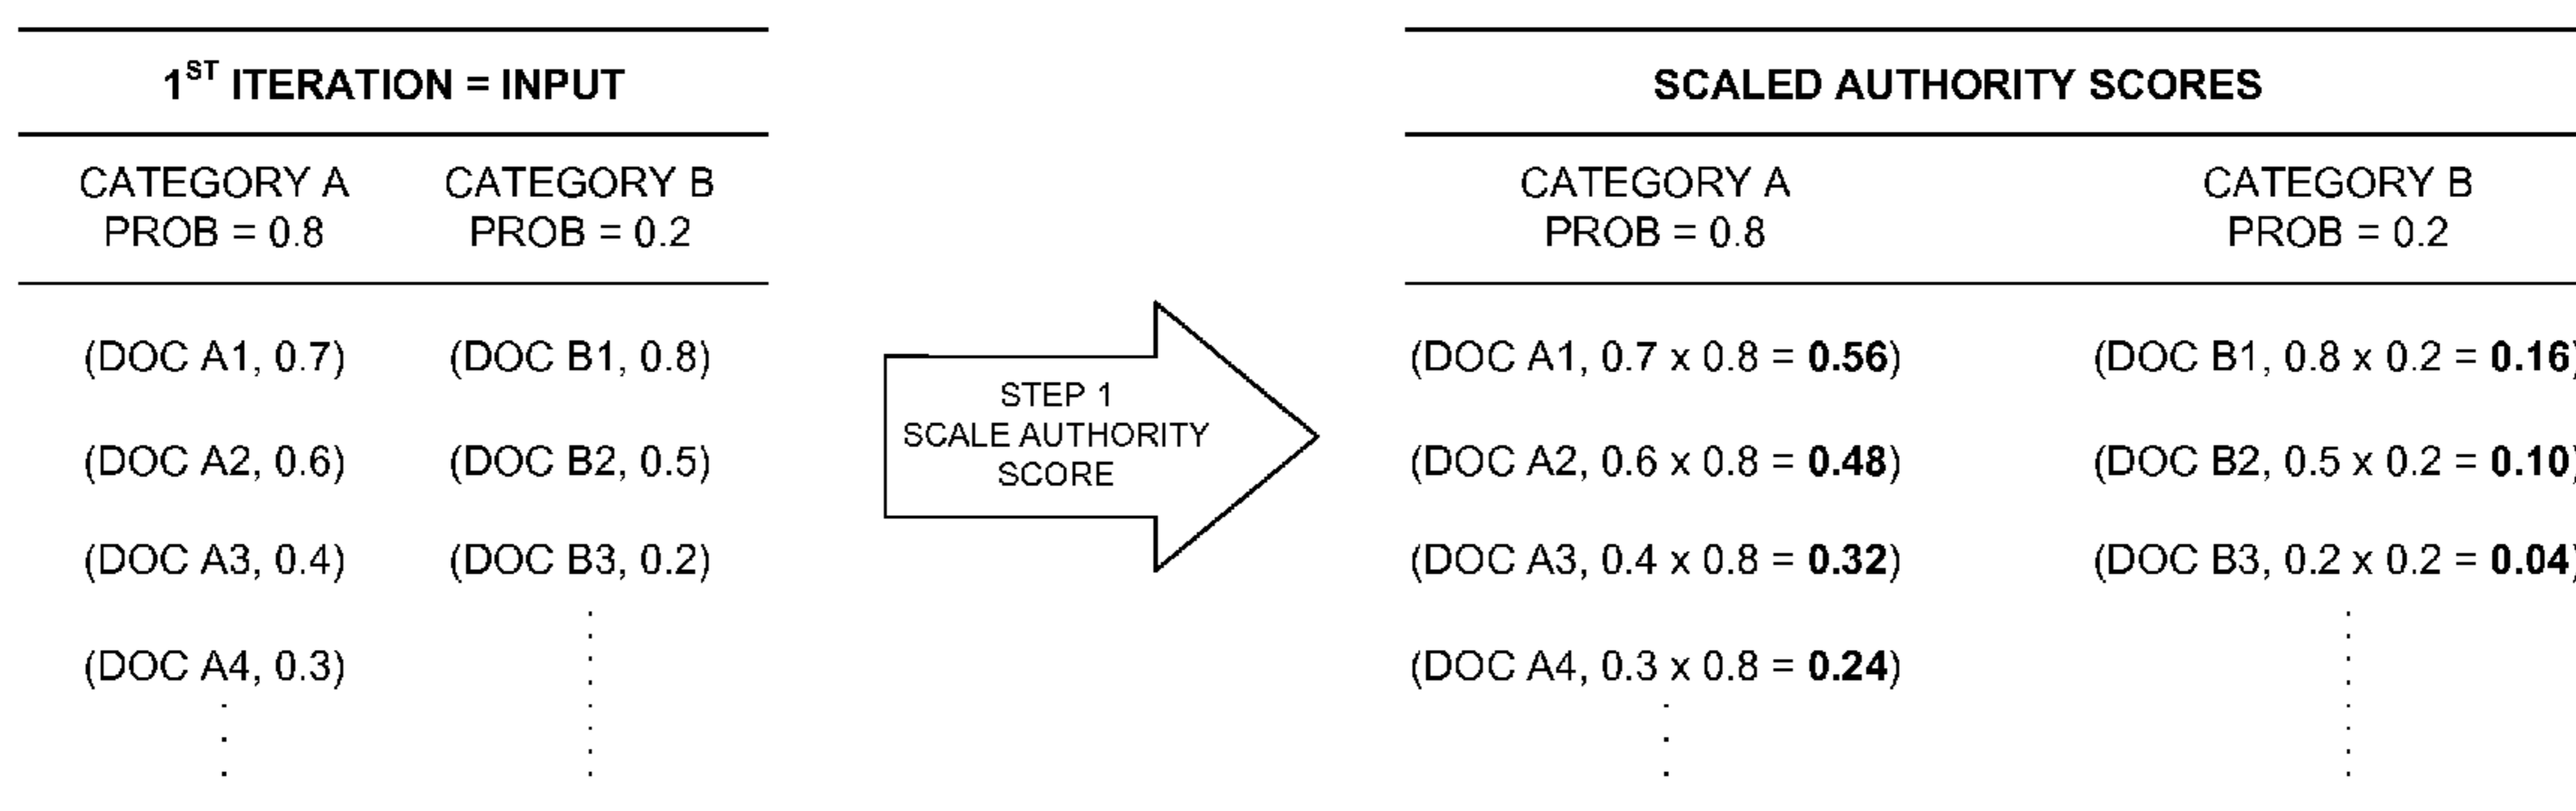 1ST ITERATION = INPUT
CATEGORY A CATEGORY B
PROB = 0.8 PROB = 0.2
(DOC A1, 0.7) (DOC B1, 0.8)
(DOC A2, 0.6) (DOC B2, 0.5)
(DOC A3, 0.4) (DOC B3, 0.2)
(DOC A4, 0.3)
STEP 1
SCALE AUTHORITY
SCORE
SCALED AUTHORITY SCORES
CATEGORY A CATEGORY B
PROB = 0.8 PROB = 0.2
(DOC A1, 0.7 x 0.8 = 0.56) (DOC B1, 0.8 x 0.2 = 0.16)
(DOC A2, 0.6 x 0.8 = 0.48) (DOC B2, 0.5 x 0.2 = 0.10)
(DOC A3, 0.4 x 0.8 = 0.32) (DOC B3, 0.2 x 0.2 = 0.04)
(DOC A4, 0.3 x 0.8 = 0.24)